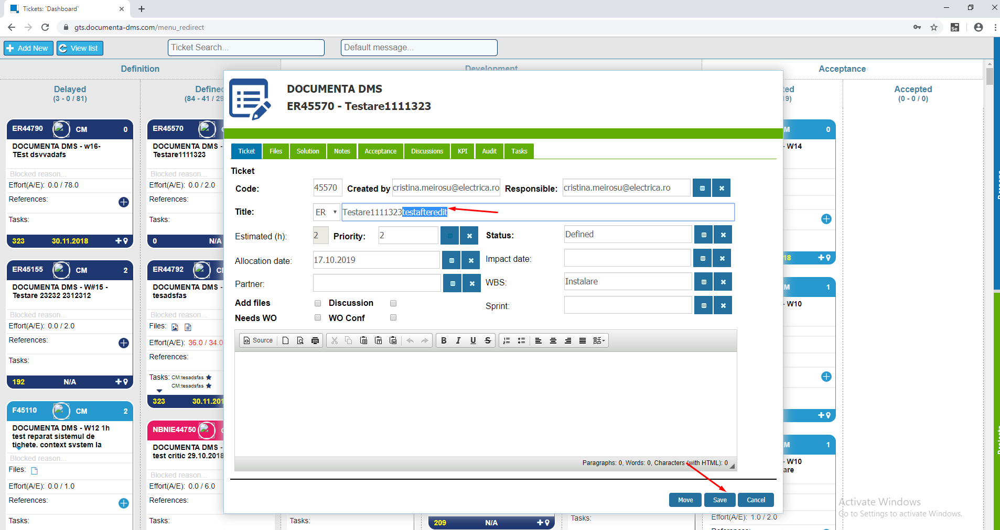 Tickets: `Dashboard`
gts.documenta-dms.com/menu_redirect
Se
Add New
View list
Ticket Search...
Default message...
Definition
Development
Acceptance
Delayed
(3 - 0 / 81)
Accepted
(0 - 0 / 0)
ER44790 CM 0
DOCUMENTA DMS - w16-
TEst dsvvadafs
Blocked reason...
Effort(A/E): 0.0 / 78.0
References:
Tasks:
323 30.11.2018
ER45155 CM 2
DOCUMENTA DMS - W#15 -
Testare 23232 2312312
Blocked reason...
Effort(A/E): 0.0 / 2.0
References:
Tasks:
192 N/A
F45110 CM 2
DOCUMENTA DMS - W12 1h
test reparat sistemul de
tichete. context system la
Blocked reason...
Files:
Effort(A/E): 0.0 / 1.0
References:
Tasks:
ER45570
DOCUMENTA DMS -
Testare1111323
Blocked reason...
Effort(A/E): 0.0 / 2.0
References:
Tasks:
0 N/A
ER44792
DOCUMENTA DMS -
tesadsfas
Blocked reason...
Files:
Effort(A/E): 36.0 / 34.0
References:
Tasks: CM:tesadsfas
CM:tesadsfas
323 30.11.201
NBNIE44750
DOCUMENTA DMS -
test critic 29.10.2018
Blocked reason...
Effort(A/E): 0.0 / 6.0
References:
Tasks:
DOCUMENTA DMS
ER45570 - Testare1111323
Ticket Files Solution Notes Acceptance Discussions KPI Audit Tasks
Ticket
Code: 45570 Created by cristina.meirosu@electrica.ro Responsible: cristina.meirosu@electrica.ro
Title: ER Testare1111323testafteredit
Estimated (h): 2 Priority: 2 Status: Defined
Allocation date: 17.10.2019 Impact date:
Partner: WBS: Instalare
Add files Discussion Sprint:
Needs WO WO Conf
Source
Paragraphs: 0, Words: 0, Characters (with HTML): 0
Move Save Cancel
Tasks:
209 N/A
Tasks:
M 0
- W14
18
M 1
- W10
M 1
- W10
are
Effort(A/E): 1.0 / 2.0
Activate Windows
Go to Settings to activate Windows.